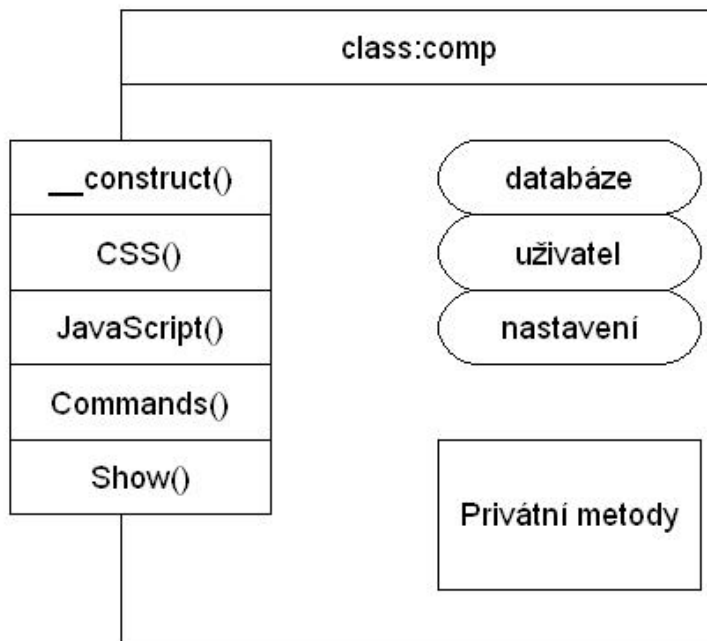 class:comp
__construct()
CSS()
JavaScript()
Commands()
Show()
databáze
uživatel
nastavení
Privátní metody